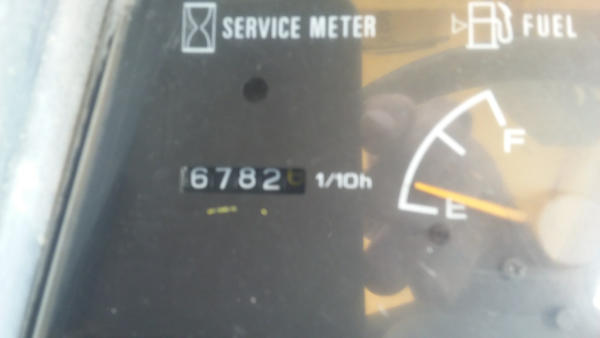 SERVICE METER
FUEL
F
6782
1/10h
E